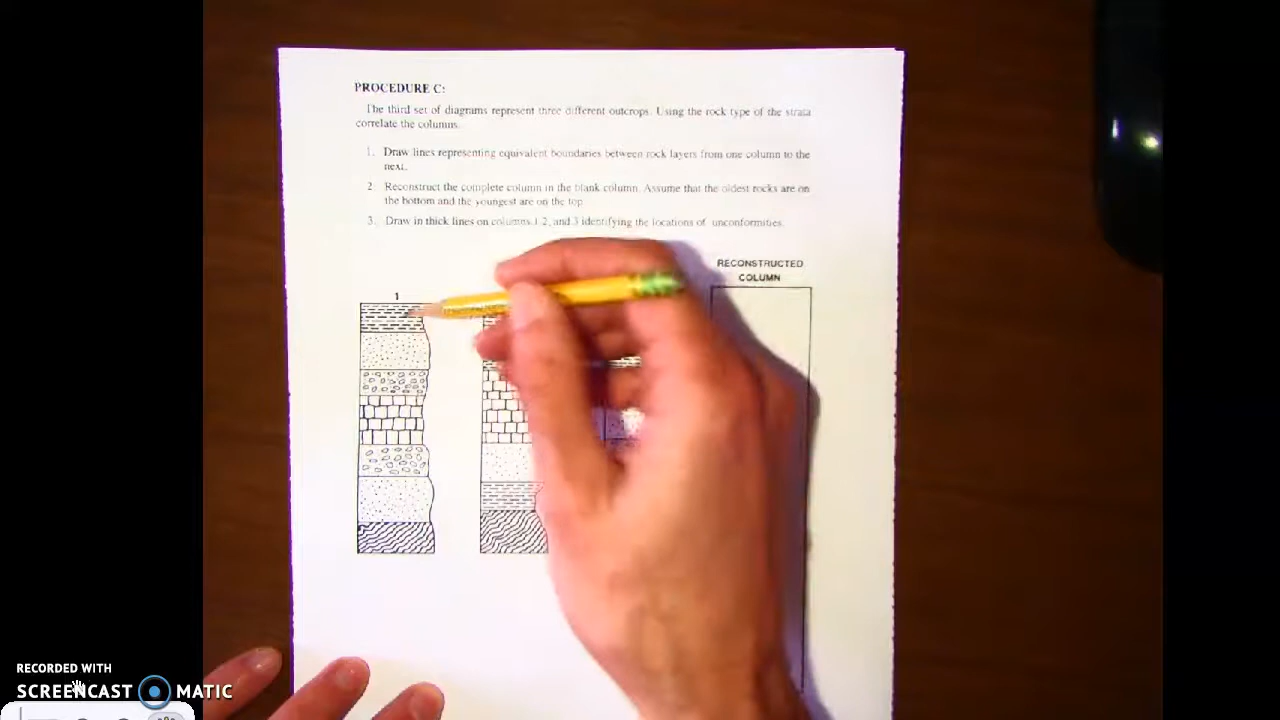 PROCEDURE C:
The third set of diagrams represent three different outcrops. Using the rock type of the strata
correlate the columns.
1. Draw lines representing equivalent boundaries between rock layers from one column to the
next.
2. Reconstruct the complete column in the blank column. Assume that the oldest rocks are on
the bottom and the youngest are on the top.
3. Draw in thick lines on columns 1 2, and 3 identifying the locations of unconformities.
RECONSTRUCTED
COLUMN
1
RECORDED WITH
SCREENCAST MATIC